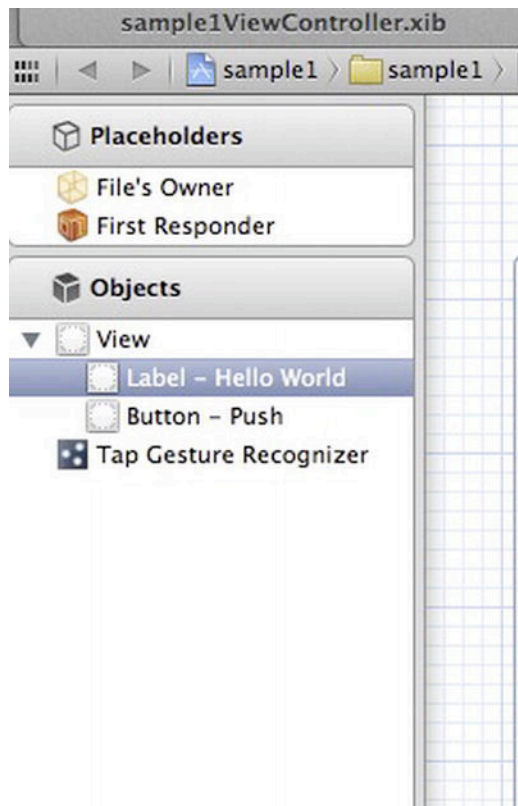 sample1ViewController.xib
sample1 〉 sample1 〉
Placeholders
File's Owner
First Responder
Objects
View
Label – Hello World
Button – Push
Tap Gesture Recognizer